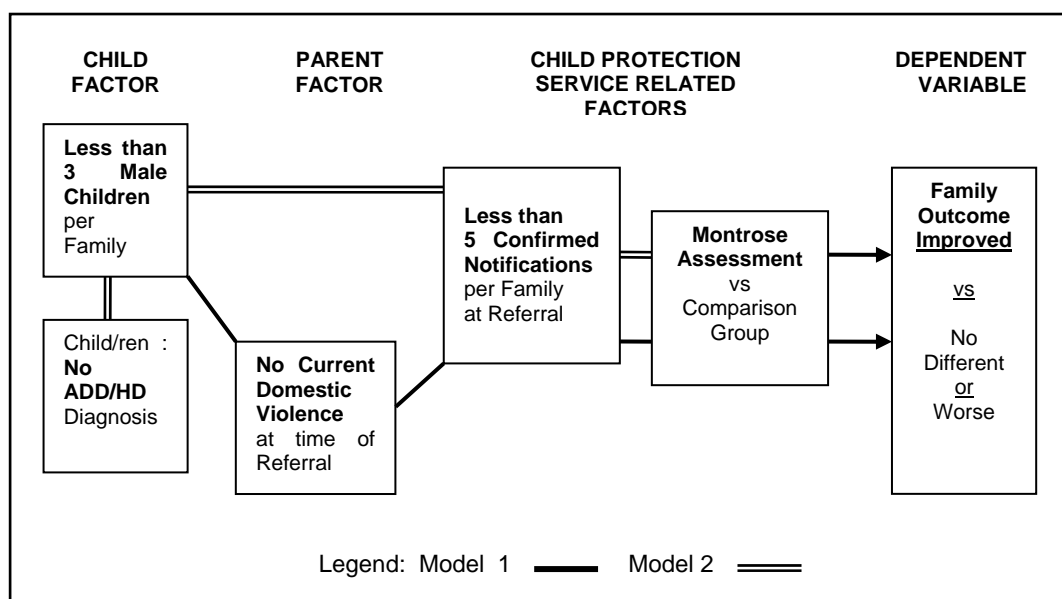 CHILD
FACTOR
PARENT
FACTOR
CHILD PROTECTION
SERVICE RELATED
FACTORS
DEPENDENT
VARIABLE
Less than
3 Male
Children
per
Family
Child/ren :
No
ADD/HD
Diagnosis
No Current
Domestic
Violence
at time of
Referral
Less than
5 Confirmed
Notifications
per Family
at Referral
Montrose
Assessment
vs
Comparison
Group
Family
Outcome
Improved
vs
No
Different
or
Worse
Legend: Model 1 Model 2